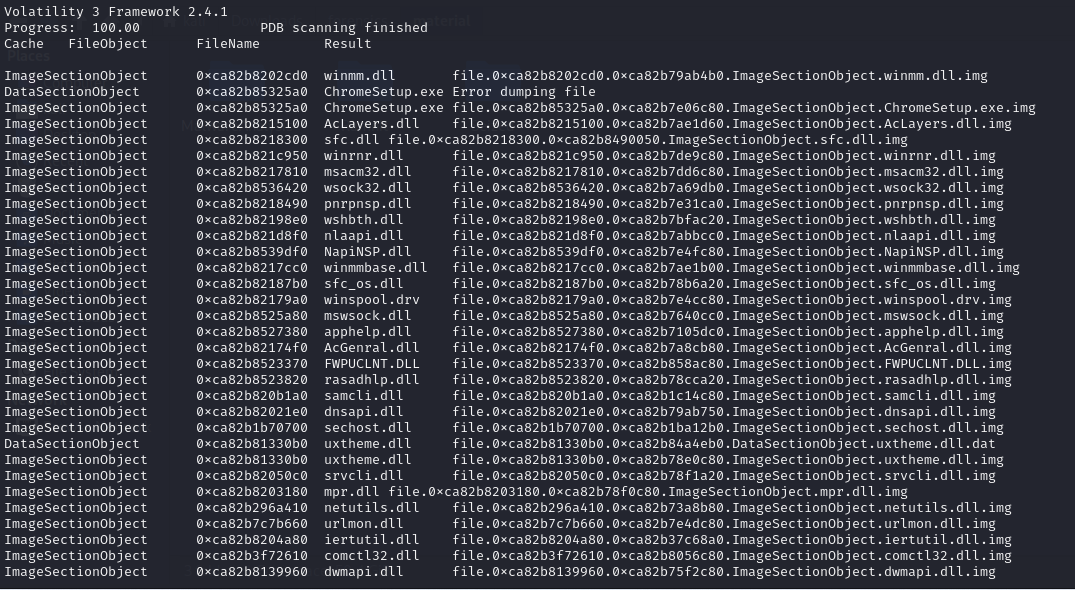 Volatility 3 Framework 2.4.1
Progress:  100.00               PDB scanning finished
Cache   FileObject      FileName        Result

ImageSectionObject      0×ca82b8202cd0  winmm.dll       file.0×ca82b8202cd0.0×ca82b79ab4b0.ImageSectionObject.winmm.dll.img
DataSectionObject       0×ca82b85325a0  ChromeSetup.exe Error dumping file
ImageSectionObject      0×ca82b85325a0  ChromeSetup.exe file.0×ca82b85325a0.0×ca82b7e06c80.ImageSectionObject.ChromeSetup.exe.img
ImageSectionObject      0×ca82b8215100  AcLayers.dll    file.0×ca82b8215100.0×ca82b7ae1d60.ImageSectionObject.AcLayers.dll.img
ImageSectionObject      0×ca82b8218300  sfc.dll file.0×ca82b8218300.0×ca82b8490050.ImageSectionObject.sfc.dll.img
ImageSectionObject      0×ca82b821c950  winrnr.dll      file.0×ca82b821c950.0×ca82b7de9c80.ImageSectionObject.winrnr.dll.img
ImageSectionObject      0×ca82b8217810  msacm32.dll     file.0×ca82b8217810.0×ca82b7dd6c80.ImageSectionObject.msacm32.dll.img
ImageSectionObject      0×ca82b8536420  wsock32.dll     file.0×ca82b8536420.0×ca82b7a69db0.ImageSectionObject.wsock32.dll.img
ImageSectionObject      0×ca82b8218490  pnrpnsp.dll     file.0×ca82b8218490.0×ca82b7e31ca0.ImageSectionObject.pnrpnsp.dll.img
ImageSectionObject      0×ca82b82198e0  wshbth.dll      file.0×ca82b82198e0.0×ca82b7bfac20.ImageSectionObject.wshbth.dll.img
ImageSectionObject      0×ca82b821d8f0  nlaapi.dll      file.0×ca82b821d8f0.0×ca82b7abbcc0.ImageSectionObject.nlaapi.dll.img
ImageSectionObject      0×ca82b8539df0  NapiNSP.dll     file.0×ca82b8539df0.0×ca82b7e4fc80.ImageSectionObject.NapiNSP.dll.img
ImageSectionObject      0×ca82b8217cc0  winmmbase.dll   file.0×ca82b8217cc0.0×ca82b7ae1b00.ImageSectionObject.winmmbase.dll.img
ImageSectionObject      0×ca82b82187b0  sfc_os.dll      file.0×ca82b82187b0.0×ca82b78b6a20.ImageSectionObject.sfc_os.dll.img
ImageSectionObject      0×ca82b82179a0  winspool.drv    file.0×ca82b82179a0.0×ca82b7e4cc80.ImageSectionObject.winspool.drv.img
ImageSectionObject      0×ca82b8525a80  mswsock.dll     file.0×ca82b8525a80.0×ca82b7640cc0.ImageSectionObject.mswsock.dll.img
ImageSectionObject      0×ca82b8527380  apphelp.dll     file.0×ca82b8527380.0×ca82b7105dc0.ImageSectionObject.apphelp.dll.img
ImageSectionObject      0×ca82b82174f0  AcGenral.dll    file.0×ca82b82174f0.0×ca82b7a8cb80.ImageSectionObject.AcGenral.dll.img
ImageSectionObject      0×ca82b8523370  FWPUCLNT.DLL    file.0×ca82b8523370.0×ca82b858ac80.ImageSectionObject.FWPUCLNT.DLL.img
ImageSectionObject      0×ca82b8523820  rasadhlp.dll    file.0×ca82b8523820.0×ca82b78cca20.ImageSectionObject.rasadhlp.dll.img
ImageSectionObject      0×ca82b820b1a0  samcli.dll      file.0×ca82b820b1a0.0×ca82b1c14c80.ImageSectionObject.samcli.dll.img
ImageSectionObject      0×ca82b82021e0  dnsapi.dll      file.0×ca82b82021e0.0×ca82b79ab750.ImageSectionObject.dnsapi.dll.img
ImageSectionObject      0×ca82b1b70700  sechost.dll     file.0×ca82b1b70700.0×ca82b1ba12b0.ImageSectionObject.sechost.dll.img
DataSectionObject       0×ca82b81330b0  uxtheme.dll     file.0×ca82b81330b0.0×ca82b84a4eb0.DataSectionObject.uxtheme.dll.dat
ImageSectionObject      0×ca82b81330b0  uxtheme.dll     file.0×ca82b81330b0.0×ca82b78e0c80.ImageSectionObject.uxtheme.dll.img
ImageSectionObject      0×ca82b82050c0  srvcli.dll      file.0×ca82b82050c0.0×ca82b78f1a20.ImageSectionObject.srvcli.dll.img
ImageSectionObject      0×ca82b8203180  mpr.dll file.0×ca82b8203180.0×ca82b78f0c80.ImageSectionObject.mpr.dll.img
ImageSectionObject      0×ca82b296a410  netutils.dll    file.0×ca82b296a410.0×ca82b73a8b80.ImageSectionObject.netutils.dll.img
ImageSectionObject      0×ca82b7c7b660  urlmon.dll      file.0×ca82b7c7b660.0×ca82b7e4dc80.ImageSectionObject.urlmon.dll.img
ImageSectionObject      0×ca82b8204a80  iertutil.dll    file.0×ca82b8204a80.0×ca82b37c68a0.ImageSectionObject.iertutil.dll.img
ImageSectionObject      0×ca82b3f72610  comctl32.dll    file.0×ca82b3f72610.0×ca82b8056c80.ImageSectionObject.comctl32.dll.img
ImageSectionObject      0×ca82b8139960  dwmapi.dll      file.0×ca82b8139960.0×ca82b75f2c80.ImageSectionObject.dwmapi.dll.img